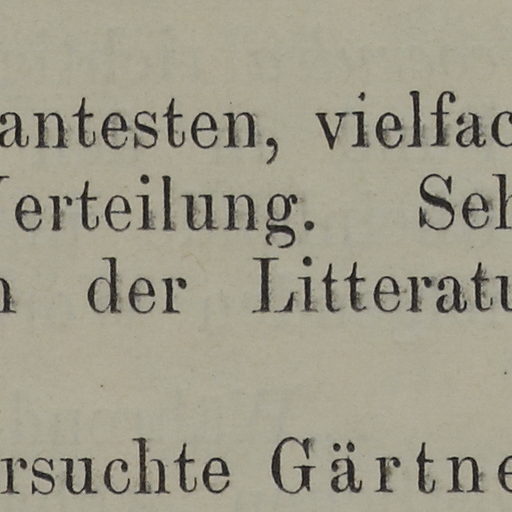 antesten, vielfac
Verteilung. Seh
n der Litteratu
rsuchte Gärtne